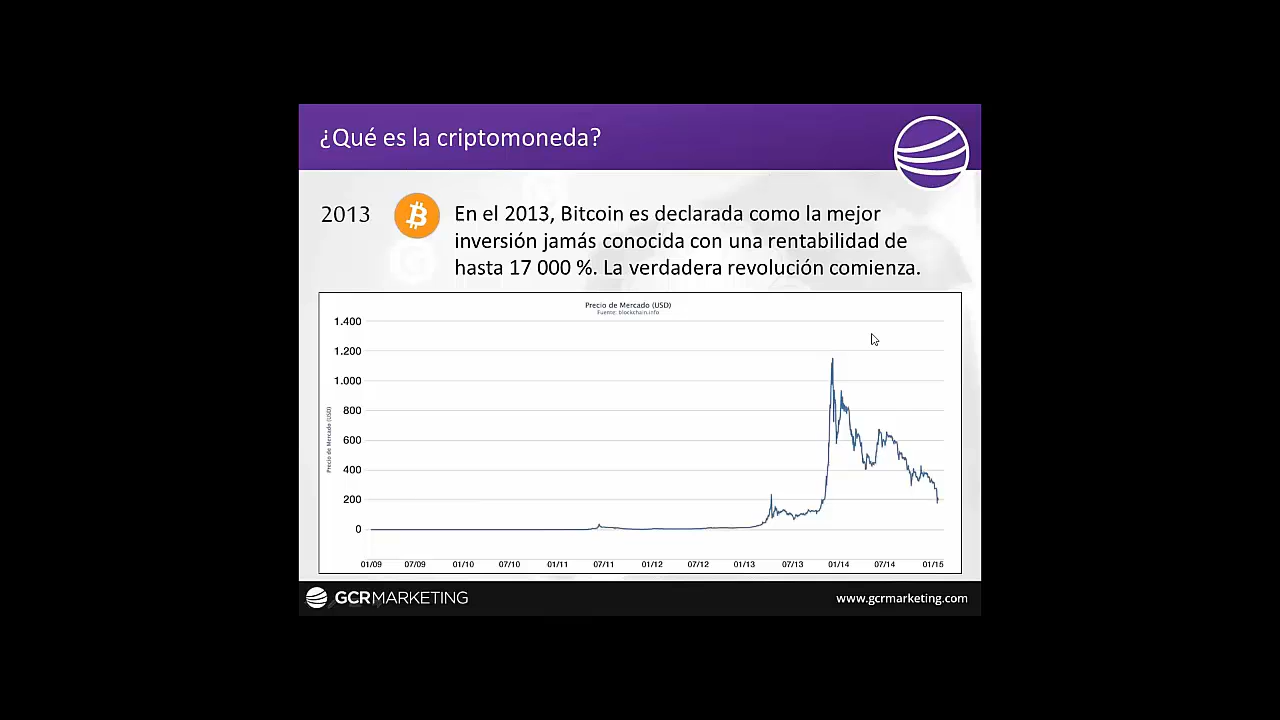 ¿Qué es la criptomoneda?
2013
En el 2013, Bitcoin es declarada como la mejor
inversión jamás conocida con una rentabilidad de
hasta 17 000 %. La verdadera revolución comienza.
Precio de Mercado (USD)
Fuente: blockchain.info
1.400
1.200
1.000
800
600
400
200
0
Precio de Mercado (USD)
01/09 07/09 01/10 07/10 01/11 07/11 01/12 07/12 01/13 07/13 01/14 07/14 01/15
GCRMARKETING
www.gcrmarketing.com